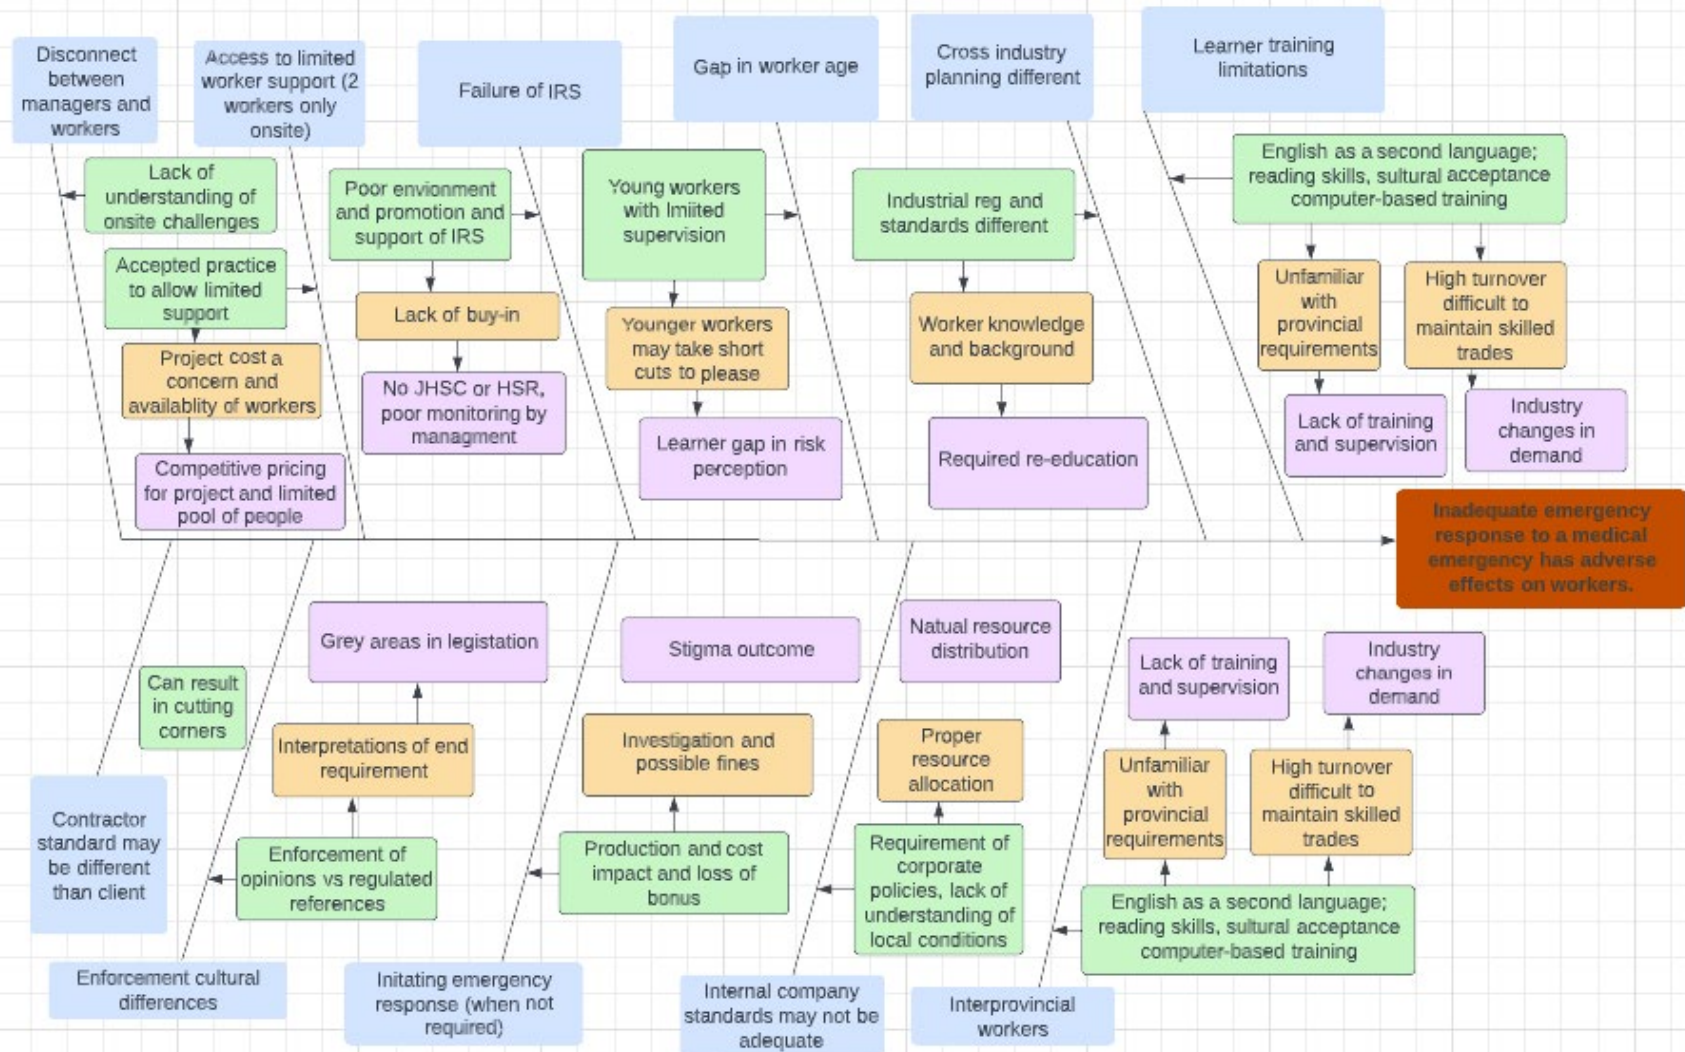 Disconnect
between
managers and
workers
Access to limited
worker support (2
workers only
onsite)
Failure of IRS
Gap in worker age
Cross industry
planning different
Learner training
limitations
Lack of
understanding of
onsite challenges
Accepted practice
to allow limited
support
Project cost a
concern and
availablity of workers
Competitive pricing
for project and limited
pool of people
Poor envionment
and promotion and
support of IRS
Lack of buy-in
No JHSC or HSR,
poor monitoring by
managment
Young workers
with lmiited
supervision
Younger workers
may take short
cuts to please
Learner gap in risk
perception
Industrial reg and
standards different
Worker knowledge
and background
Required re-education
English as a second language;
reading skills, sultural acceptance
computer-based training
Unfamiliar
with
provincial
requirements
High turnover
difficult to
maintain skilled
trades
Lack of training
and supervision
Industry
changes in
demand
Inadequate emergency
response to a medical
emergency has adverse
effects on workers.
Can result
in cutting
corners
Contractor
standard may
be different
than client
Grey areas in legistation
Interpretations of end
requirement
Enforcement of
opinions vs regulated
references
Enforcement cultural
differences
Stigma outcome
Investigation and
possible fines
Production and cost
impact and loss of
bonus
Initating emergency
response (when not
required)
Natual resource
distribution
Proper
resource
allocation
Requirement of
corporate
policies, lack of
understanding of
local conditions
Internal company
standards may not be
adequate
Lack of training
and supervision
Industry
changes in
demand
Unfamiliar
with
provincial
requirements
High turnover
difficult to
maintain skilled
trades
English as a second language;
reading skills, sultural acceptance
computer-based training
Interprovincial
workers